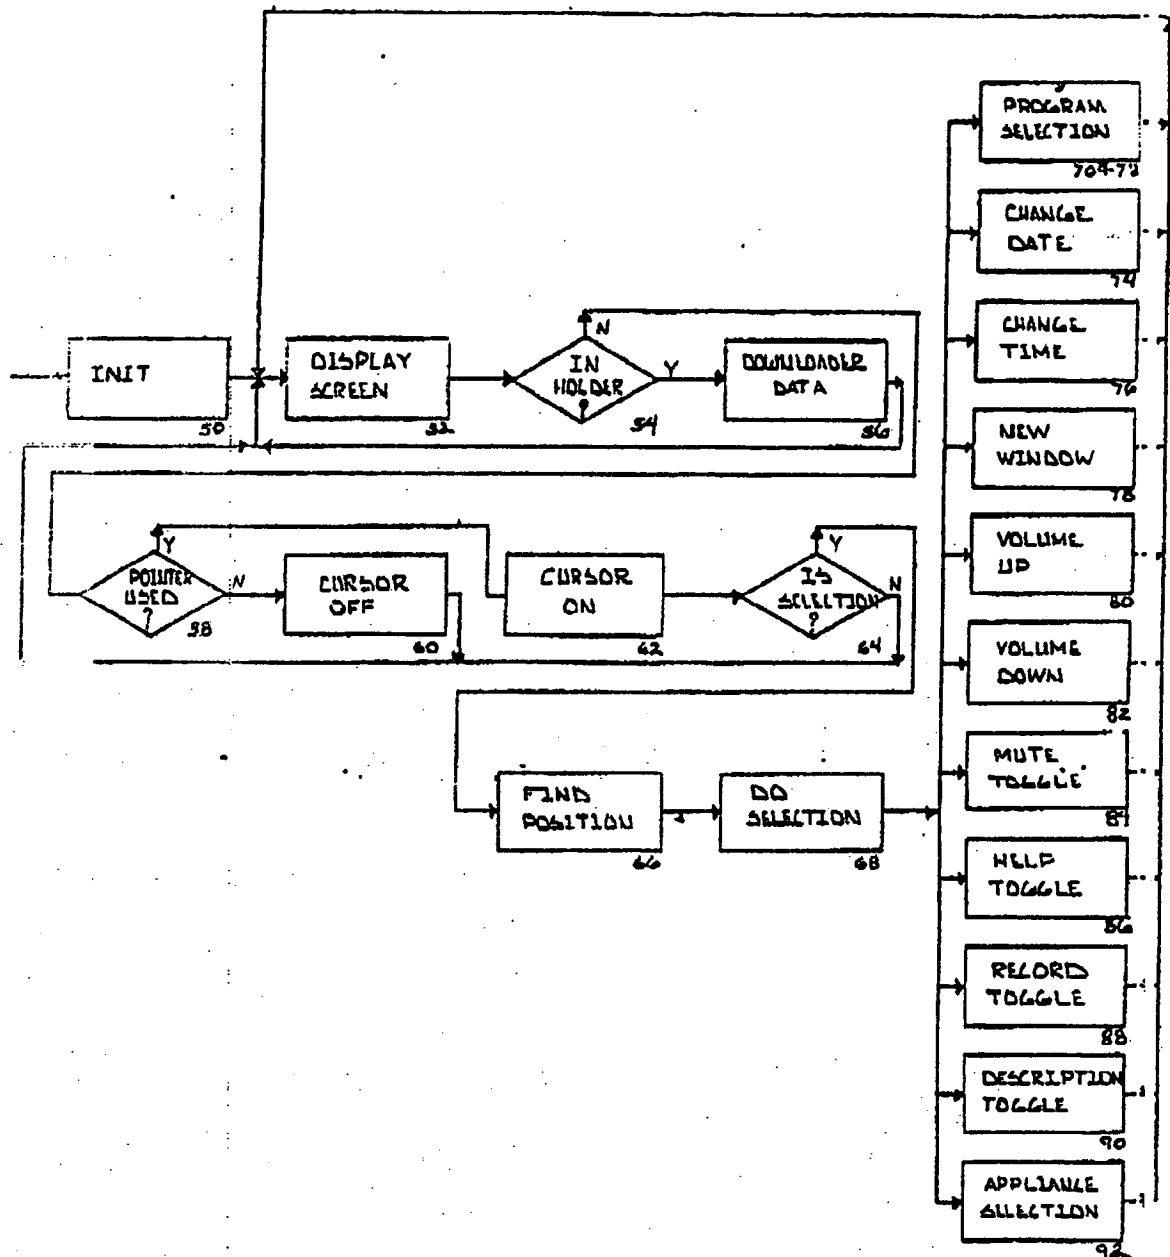 INIT
50
DISPLAY
SCREEN
52
IN
HOLDER
?
54
N
Y
DOWNLOADER
DATA
56
POINTER
USED
?
58
Y
N
CURSOR
OFF
60
CURSOR
ON
62
IS
SELECTION
?
64
Y
N
FIND
POSITION
66
DO
SELECTION
68
PROGRAM
SELECTION
CHANGE
DATE
74
CHANGE
TIME
76
NEW
WINDOW
78
VOLUME
UP
80
VOLUME
DOWN
82
MUTE
TOGGLE
84
HELP
TOGGLE
86
RECORD
TOGGLE
88
DESCRIPTION
TOGGLE
90
APPLIANCE
SELECTION
92